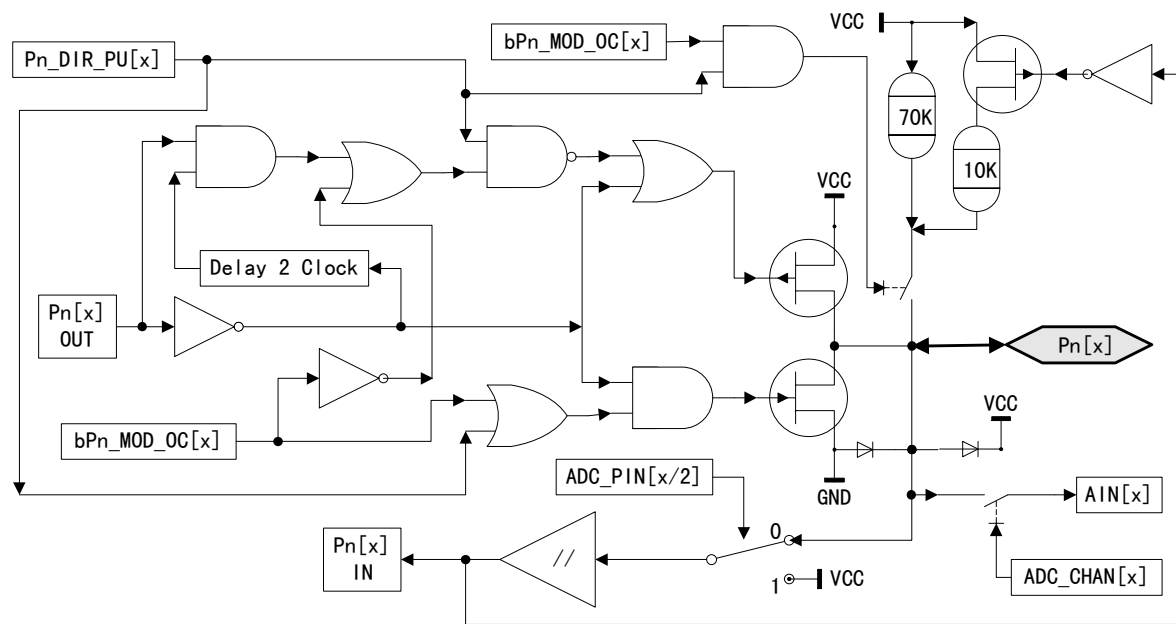 bPn_MOD_OC[x]
VCC
Pn_DIR_PU[x]
70K
10K
VCC
Delay 2 Clock
Pn[x]
OUT
Pn[x]
VCC
bPn_MOD_OC[x]
ADC_PIN[x/2]
GND
AIN[x]
0
Pn[x]
IN
//
1
VCC
ADC_CHAN[x]